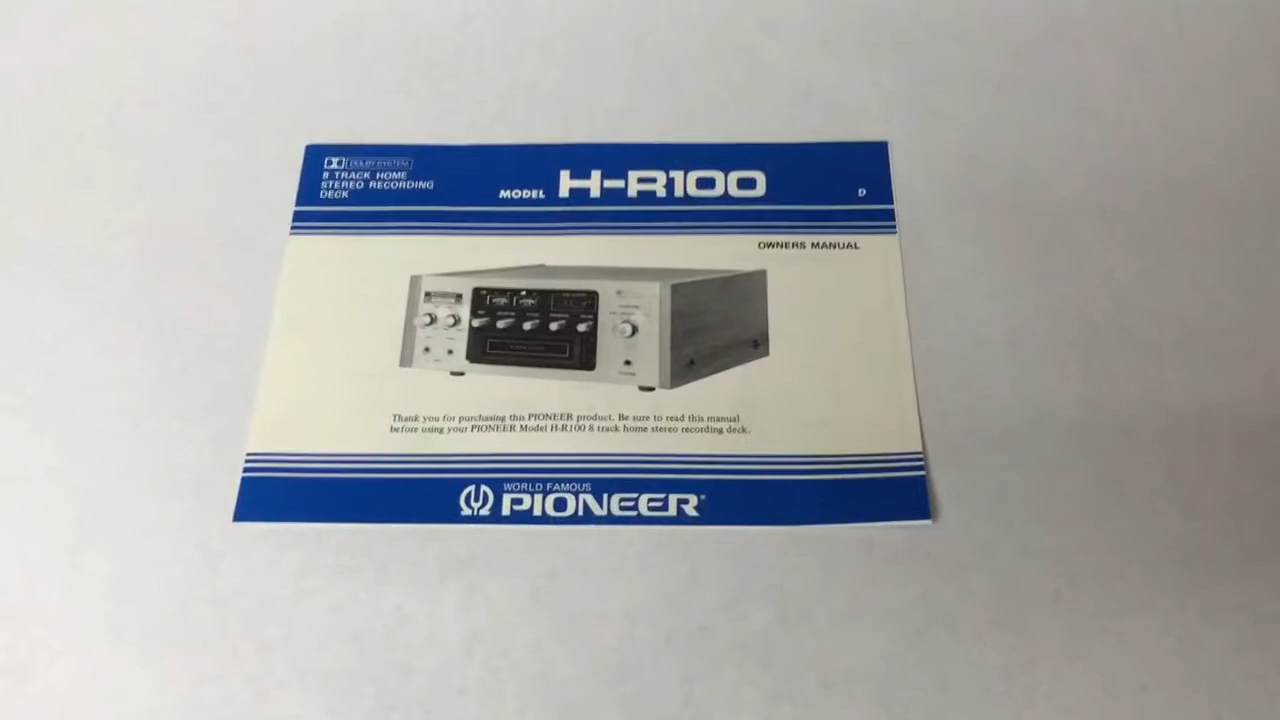 DOLBY SYSTEM
8 TRACK HOME
STEREO RECORDING
DECK
MODEL H-R100
D
OWNERS MANUAL
Thank you for purchasing this PIONEER product. Be sure to read this manual
before using your PIONEER Model H-R100 8 track home stereo recording deck.
WORLD FAMOUS
PIONEER®